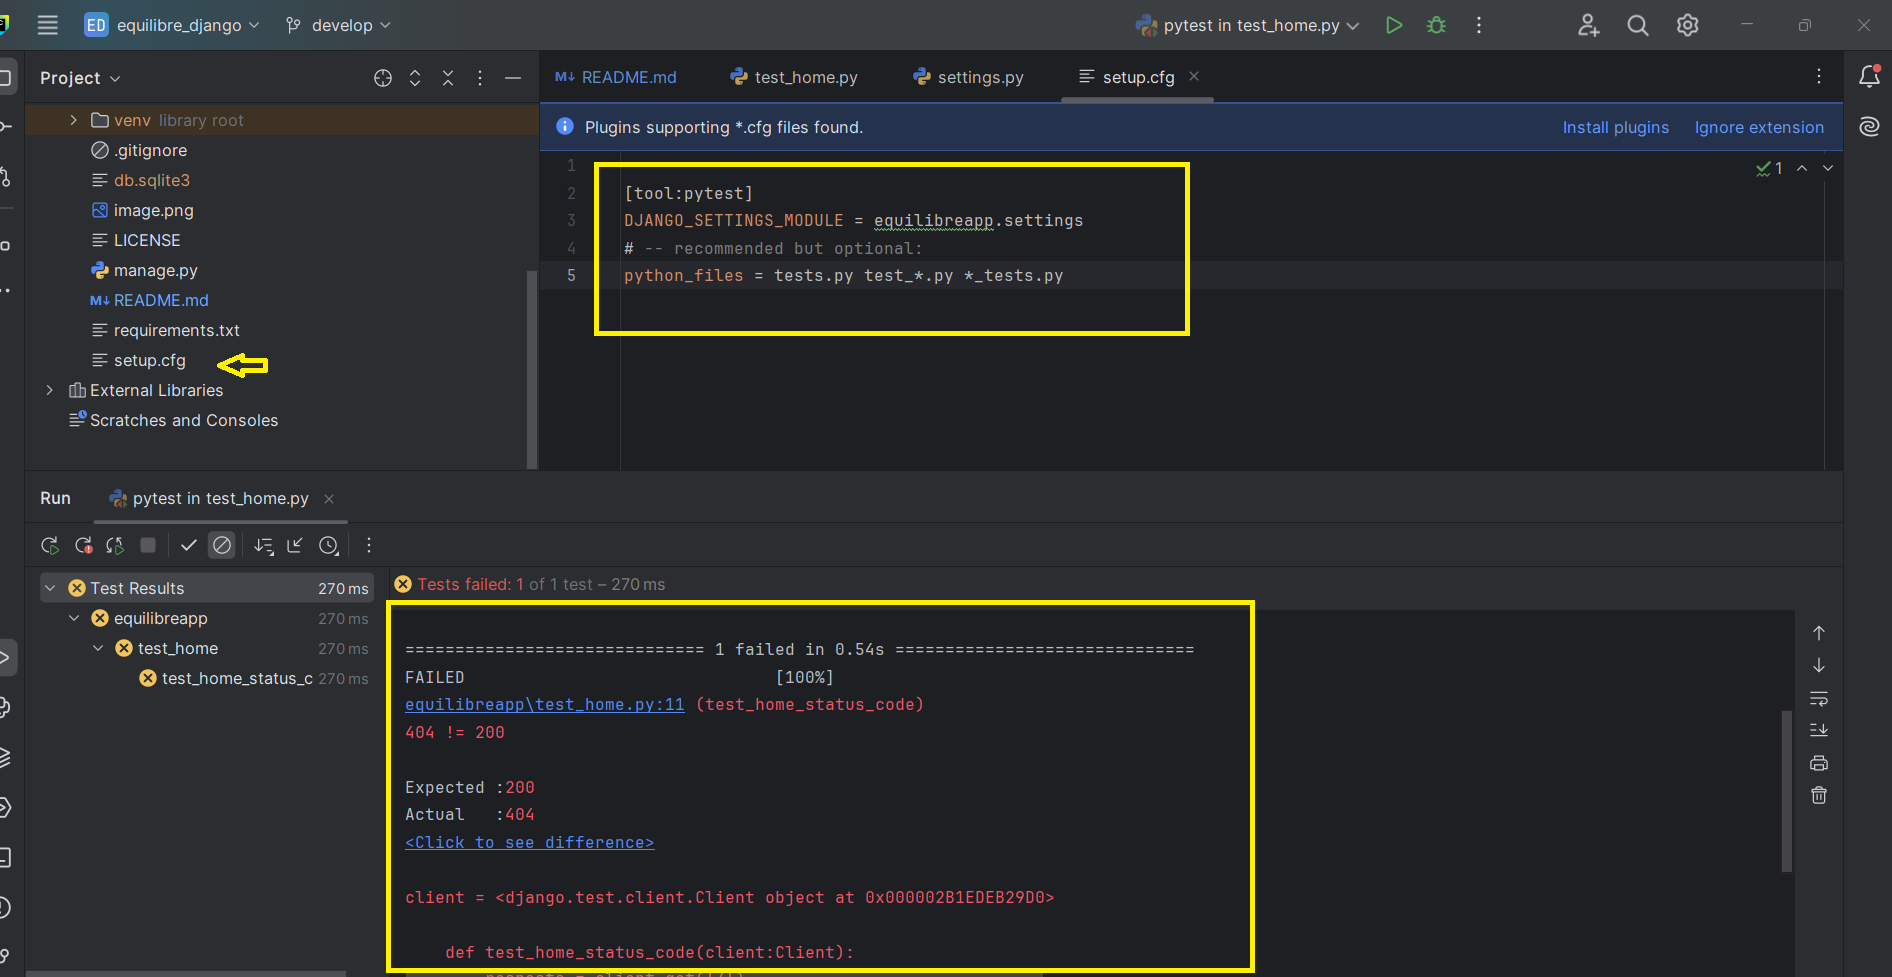 ED equilibre_django develop pytest in test_home.py
Project
README.md test_home.py settings.py setup.cfg
venv library root
Plugins supporting *.cfg files found. Install plugins Ignore extension
.gitignore
db.sqlite3
image.png
LICENSE
manage.py
M↓ README.md
requirements.txt
setup.cfg
External Libraries
Scratches and Consoles
1
2 [tool:pytest]
3 DJANGO_SETTINGS_MODULE = equilibreapp.settings
4 # -- recommended but optional:
5 python_files = tests.py test_*.py *_tests.py
1
Run pytest in test_home.py
Test Results 270 ms
equilibreapp 270 ms
test_home 270 ms
test_home_status_c 270 ms
Tests failed: 1 of 1 test – 270 ms
============================== 1 failed in 0.54s ==============================
FAILED [100%]
equilibreapp\test_home.py:11 (test_home_status_code)
404 != 200
Expected :200
Actual :404
<Click to see difference>
client = <django.test.client.Client object at 0x000002B1EDEB29D0>
def test_home_status_code(client:Client):